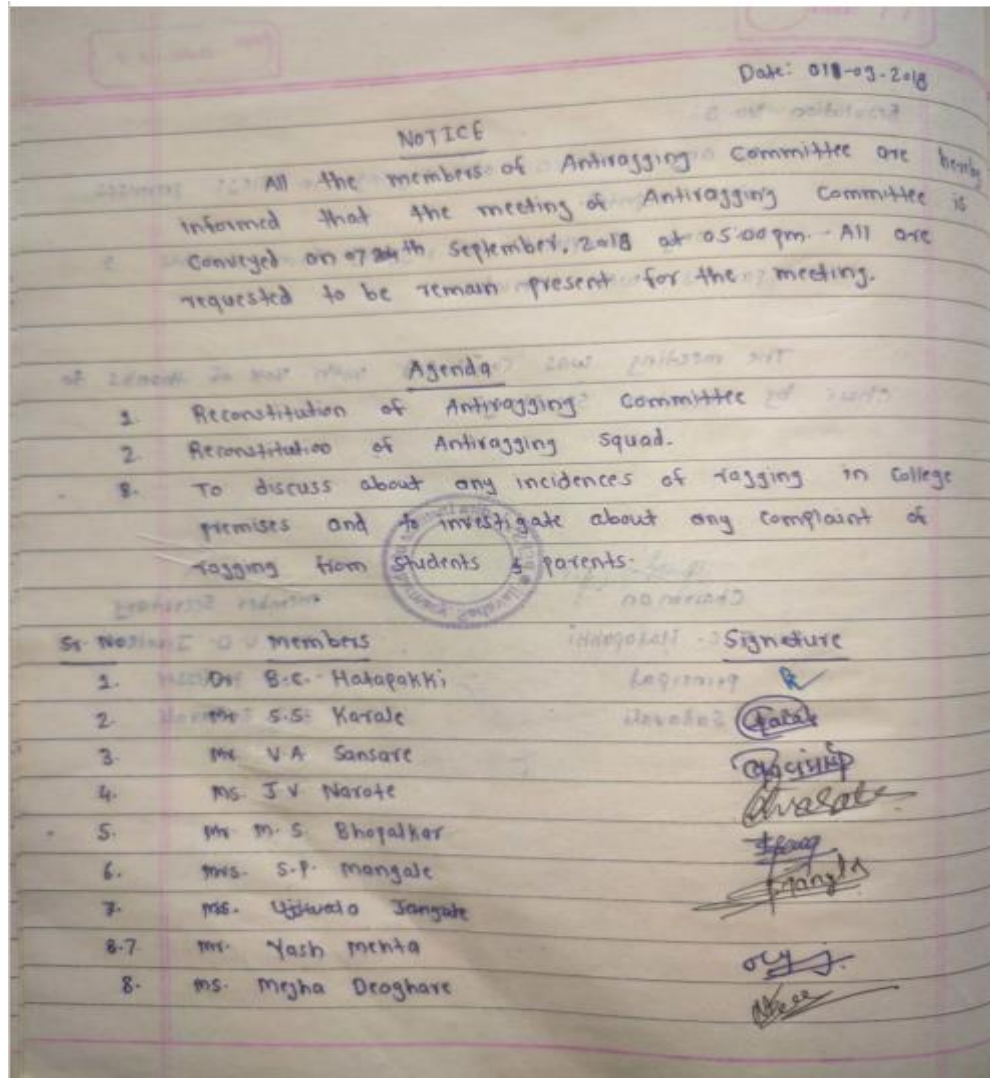 Date: 018-09-2018
NOTICE
All the members of Antiragging Committee are hereby
informed that the meeting of Antiragging Committee is
Conveyed on 07 th September, 2018 at 05:00 pm. All are
requested to be remain present for the meeting.
Agenda
1. Reconstitution of Antiragging Committee
2. Reconstitution of Antiragging Squad.
3. To discuss about any incidences of ragging in College
premises and to investigate about any complaint of
ragging from students & parents.
Sr. No Members Signature
1. Dr. B.C. Hatapakki
2. Mr. S.S. Karale
3. Mr. V.A Sansare
4. Ms. J V Narote
5. Mr. M.S. Bhopalkar
6. Mrs. S.P. Mangale
7. Ms. Ujjwala Jangate
8.7 Mr. Yash Mehta
8. Ms. Megha Deoghare